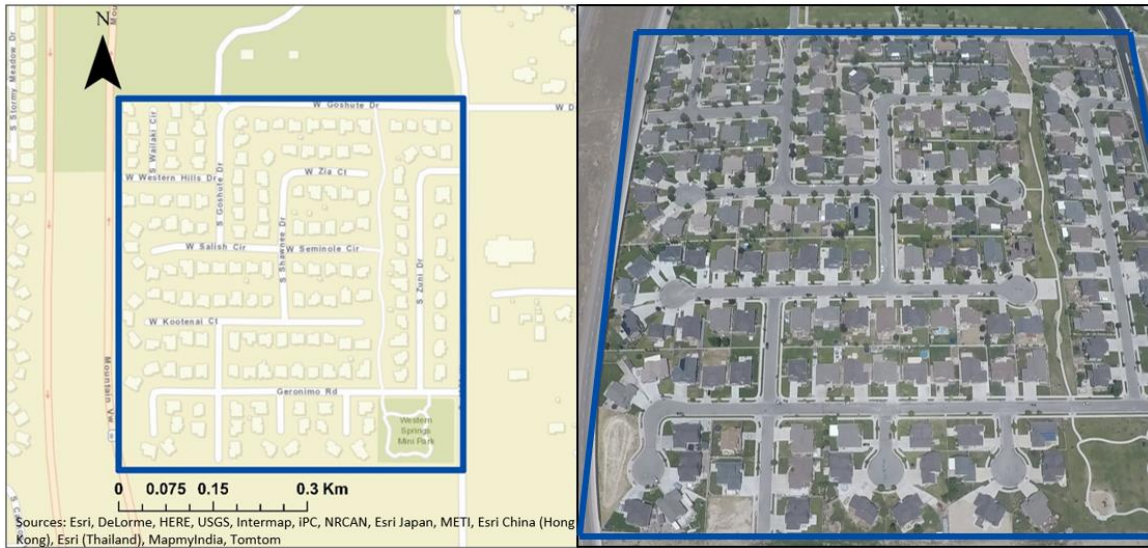 N
S Stormy Meadow Dr
W Goshute Dr
W D
S Wailaki Cir
S Goshute Dr
W Western Hills Dr
W Zia Ct
S Shawnee Dr
W Salish Cir
W Seminole Cir
S Zuni Dr
W Kootenai Ct
Mountain Vw
Geronimo Rd
Western
Springs
Mini Park
0 0.075 0.15 0.3 Km
Sources: Esri, DeLorme, HERE, USGS, Intermap, iPC, NRCAN, Esri Japan, METI, Esri China (Hong
Kong), Esri (Thailand), MapmyIndia, Tomtom